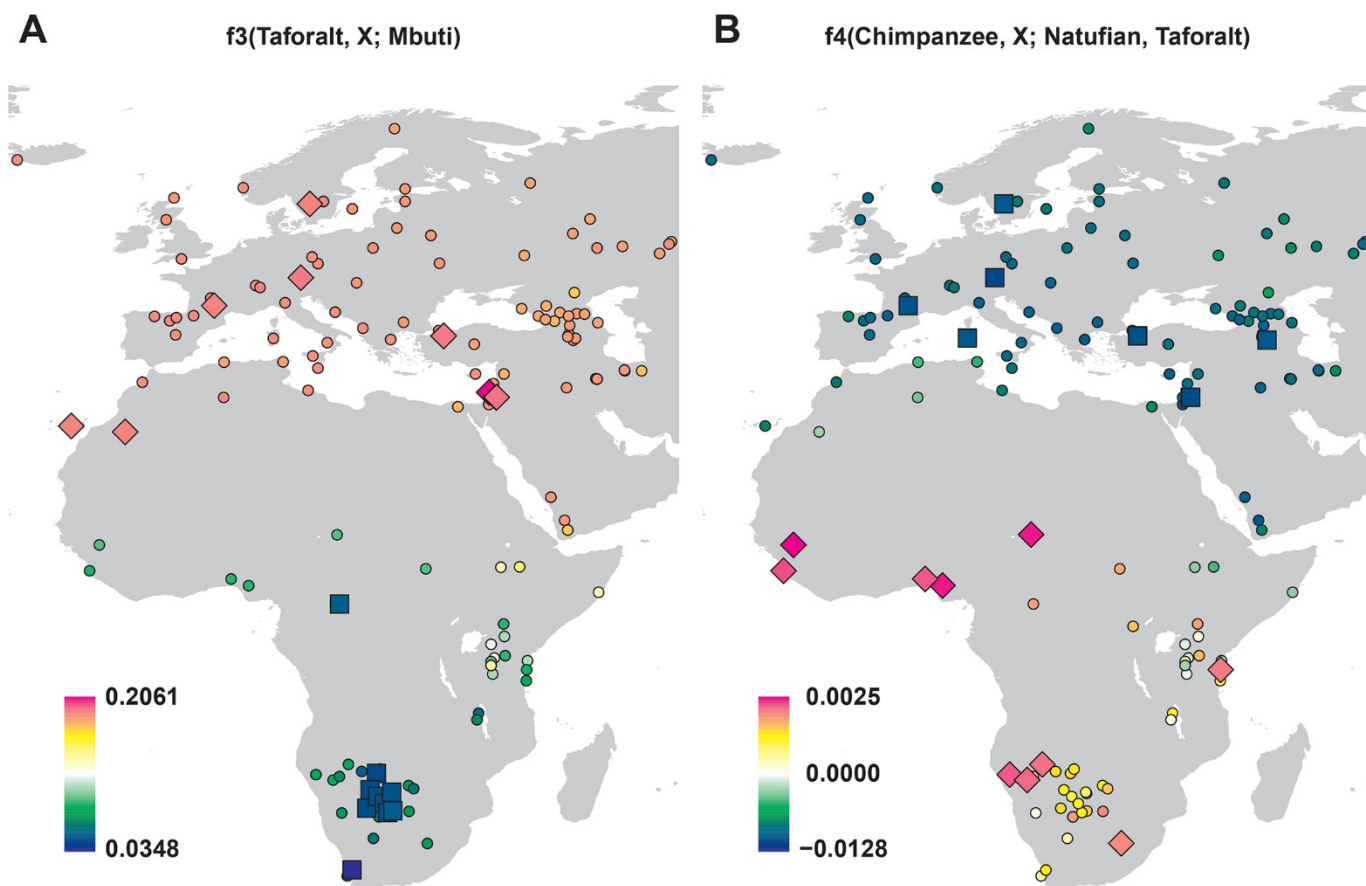 A
f3(Taforalt, X; Mbuti)
0.2061
0.0348
B
f4(Chimpanzee, X; Natufian, Taforalt)
0.0025
0.0000
−0.0128